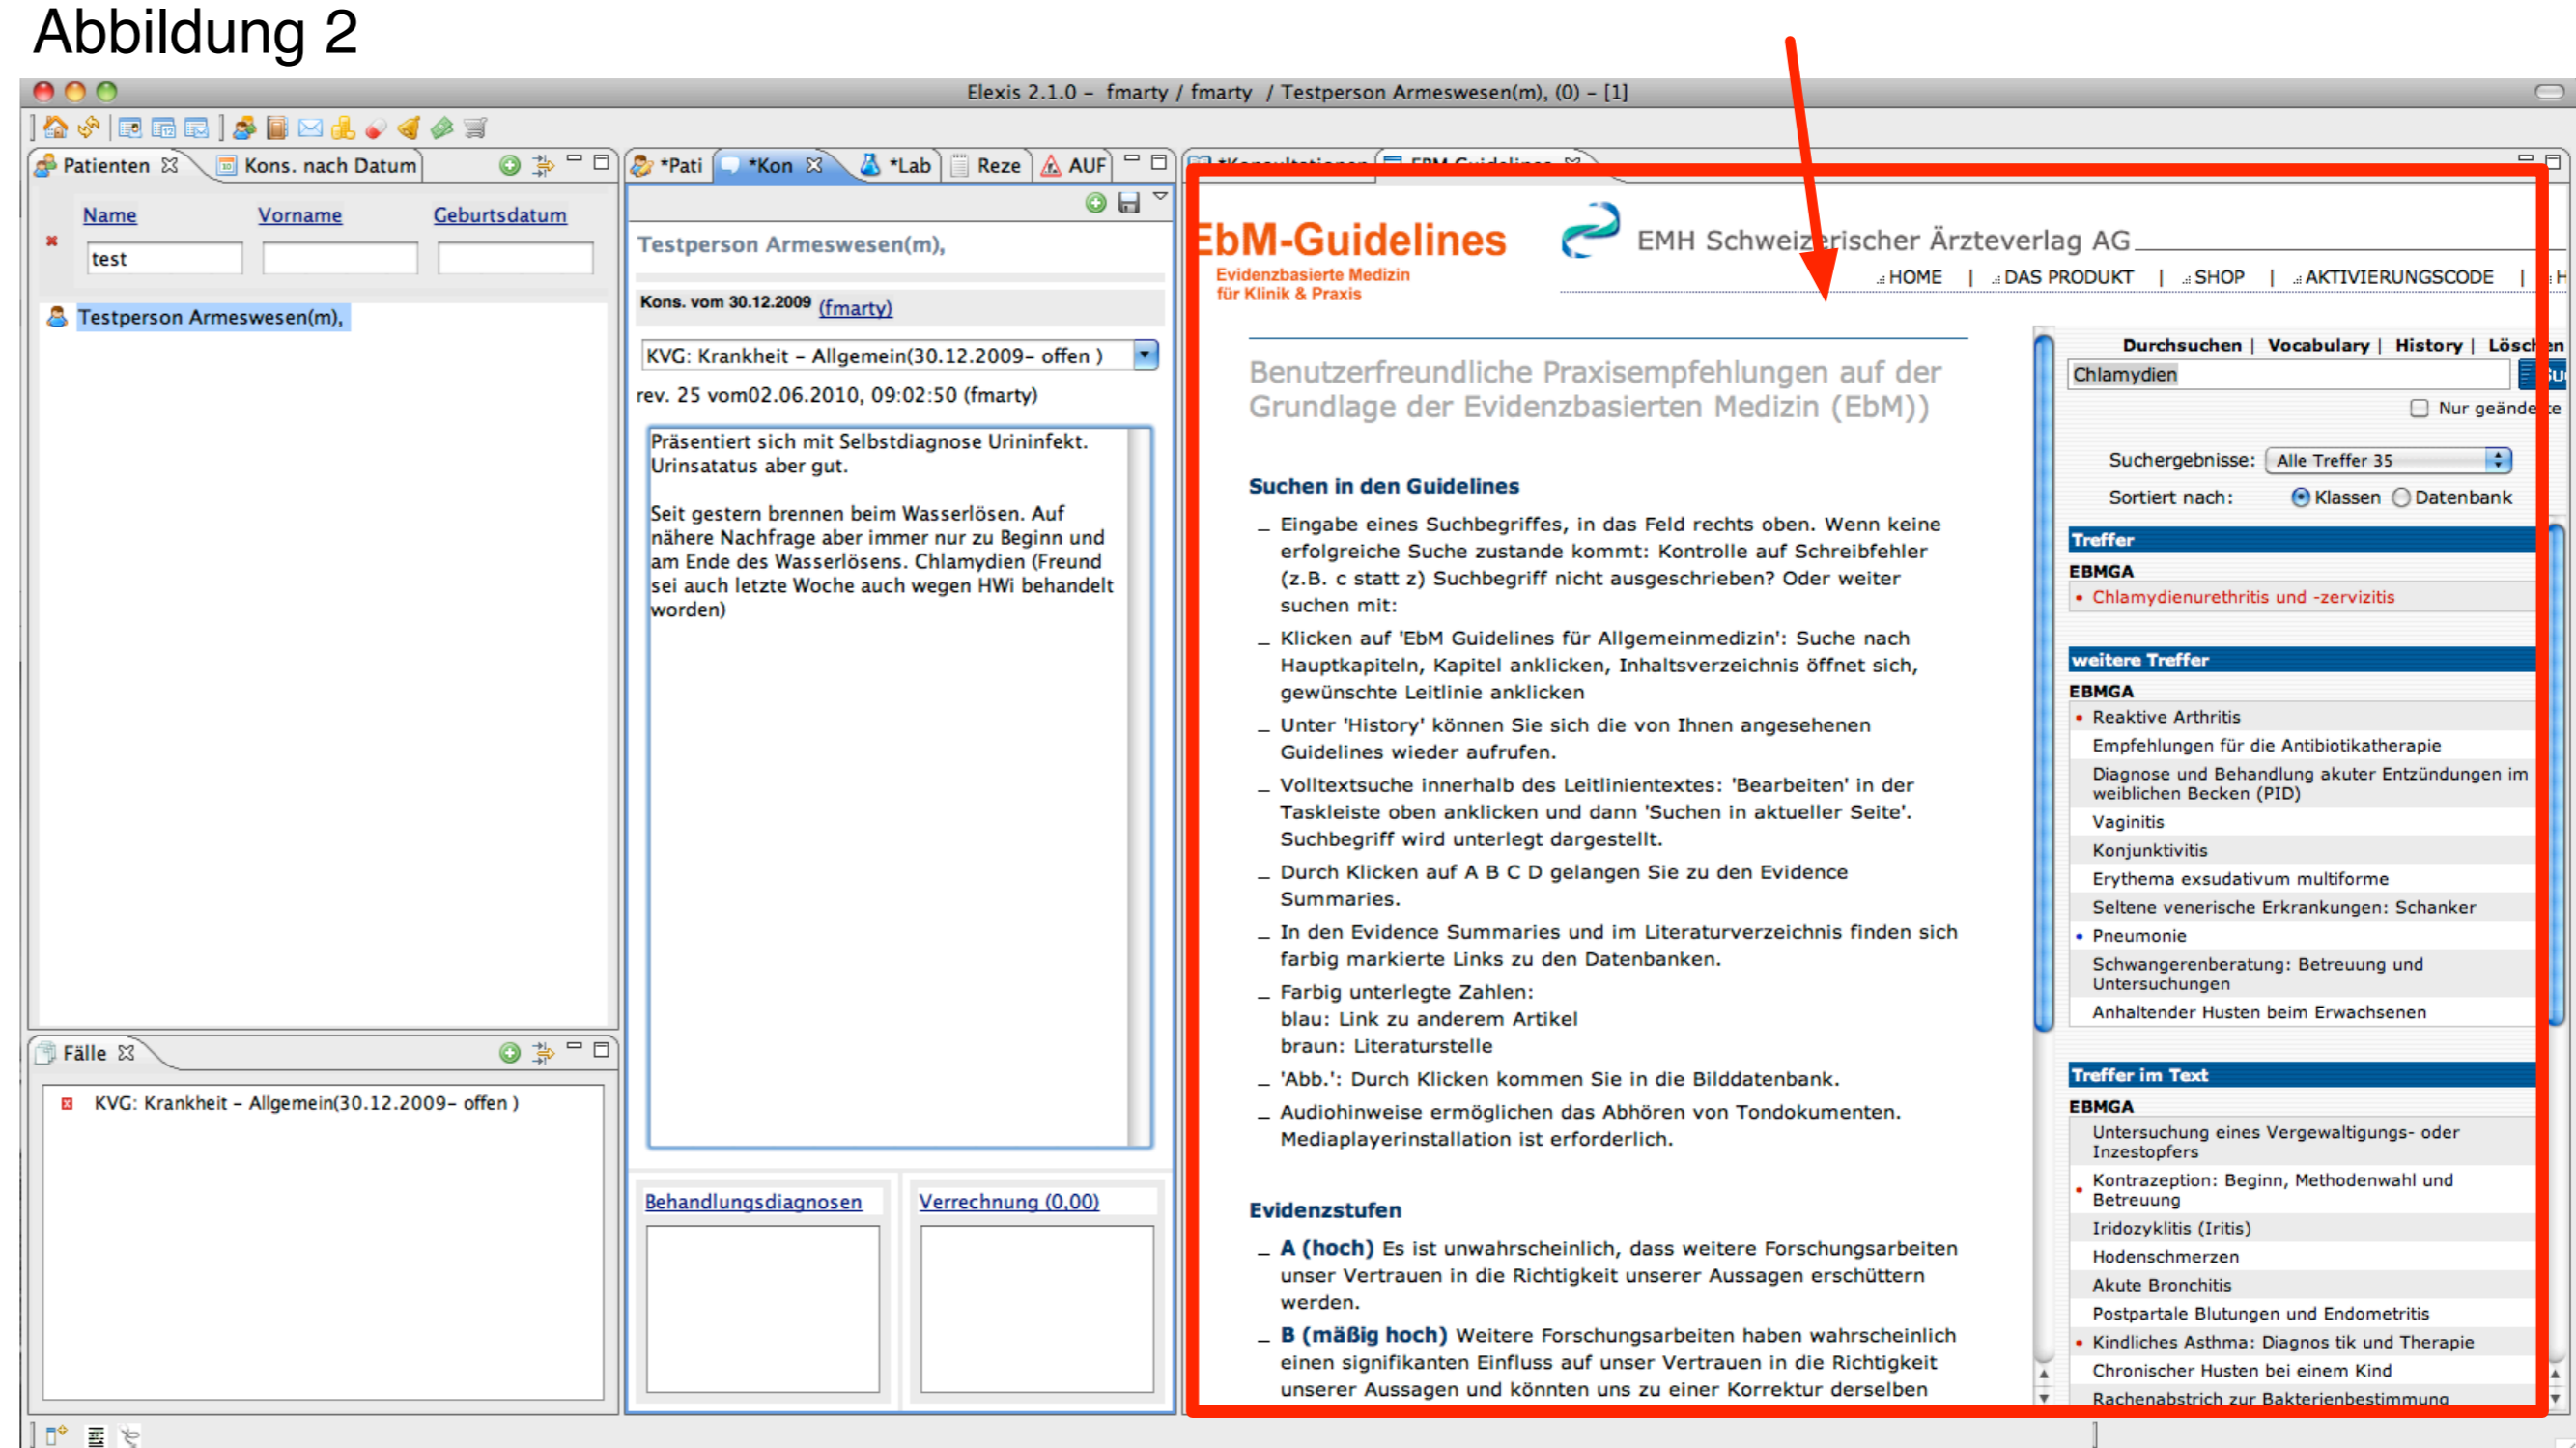 Abbildung 2
Elexis 2.1.0 – fmarty / fmarty / Testperson Armeswesen(m), (0) – [1]
Patienten
Kons. nach Datum
Name
Vorname
Geburtsdatum
test
Testperson Armeswesen(m),
Fälle
KVG: Krankheit – Allgemein(30.12.2009– offen )
*Pati
*Kon
*Lab
Reze
AUF
Testperson Armeswesen(m),
Kons. vom 30.12.2009 (fmarty)
KVG: Krankheit – Allgemein(30.12.2009– offen )
rev. 25 vom02.06.2010, 09:02:50 (fmarty)
Präsentiert sich mit Selbstdiagnose Urininfekt.
Urinsatatus aber gut.
Seit gestern brennen beim Wasserlösen. Auf
nähere Nachfrage aber immer nur zu Beginn und
am Ende des Wasserlösens. Chlamydien (Freund
sei auch letzte Woche auch wegen HWi behandelt
worden)
Behandlungsdiagnosen
Verrechnung (0,00)
*Konsultationen
EBM Guidelines
EbM-Guidelines
Evidenzbasierte Medizin
für Klinik & Praxis
EMH Schweizerischer Ärzteverlag AG
HOME | DAS PRODUKT | SHOP | AKTIVIERUNGSCODE | H
Benutzerfreundliche Praxisempfehlungen auf der
Grundlage der Evidenzbasierten Medizin (EbM))
Suchen in den Guidelines
– Eingabe eines Suchbegriffes, in das Feld rechts oben. Wenn keine
erfolgreiche Suche zustande kommt: Kontrolle auf Schreibfehler
(z.B. c statt z) Suchbegriff nicht ausgeschrieben? Oder weiter
suchen mit:
– Klicken auf 'EbM Guidelines für Allgemeinmedizin': Suche nach
Hauptkapiteln, Kapitel anklicken, Inhaltsverzeichnis öffnet sich,
gewünschte Leitlinie anklicken
– Unter 'History' können Sie sich die von Ihnen angesehenen
Guidelines wieder aufrufen.
– Volltextsuche innerhalb des Leitlinientextes: 'Bearbeiten' in der
Taskleiste oben anklicken und dann 'Suchen in aktueller Seite'.
Suchbegriff wird unterlegt dargestellt.
– Durch Klicken auf A B C D gelangen Sie zu den Evidence
Summaries.
– In den Evidence Summaries und im Literaturverzeichnis finden sich
farbig markierte Links zu den Datenbanken.
– Farbig unterlegte Zahlen:
blau: Link zu anderem Artikel
braun: Literaturstelle
– 'Abb.': Durch Klicken kommen Sie in die Bilddatenbank.
– Audiohinweise ermöglichen das Abhören von Tondokumenten.
Mediaplayerinstallation ist erforderlich.
Evidenzstufen
– A (hoch) Es ist unwahrscheinlich, dass weitere Forschungsarbeiten
unser Vertrauen in die Richtigkeit unserer Aussagen erschüttern
werden.
– B (mäßig hoch) Weitere Forschungsarbeiten haben wahrscheinlich
einen signifikanten Einfluss auf unser Vertrauen in die Richtigkeit
unserer Aussagen und könnten uns zu einer Korrektur derselben
Durchsuchen | Vocabulary | History | Löschen
Chlamydien
Nur geänderte
Suchergebnisse: Alle Treffer 35
Sortiert nach: Klassen Datenbank
Treffer
EBMGA
• Chlamydienurethritis und -zervizitis
weitere Treffer
EBMGA
• Reaktive Arthritis
Empfehlungen für die Antibiotikatherapie
Diagnose und Behandlung akuter Entzündungen im
weiblichen Becken (PID)
Vaginitis
Konjunktivitis
Erythema exsudativum multiforme
Seltene venerische Erkrankungen: Schanker
• Pneumonie
Schwangerenberatung: Betreuung und
Untersuchungen
Anhaltender Husten beim Erwachsenen
Treffer im Text
EBMGA
Untersuchung eines Vergewaltigungs- oder
Inzestopfers
• Kontrazeption: Beginn, Methodenwahl und
Betreuung
Iridozyklitis (Iritis)
Hodenschmerzen
Akute Bronchitis
Postpartale Blutungen und Endometritis
• Kindliches Asthma: Diagnos tik und Therapie
Chronischer Husten bei einem Kind
Rachenabstrich zur Bakterienbestimmung